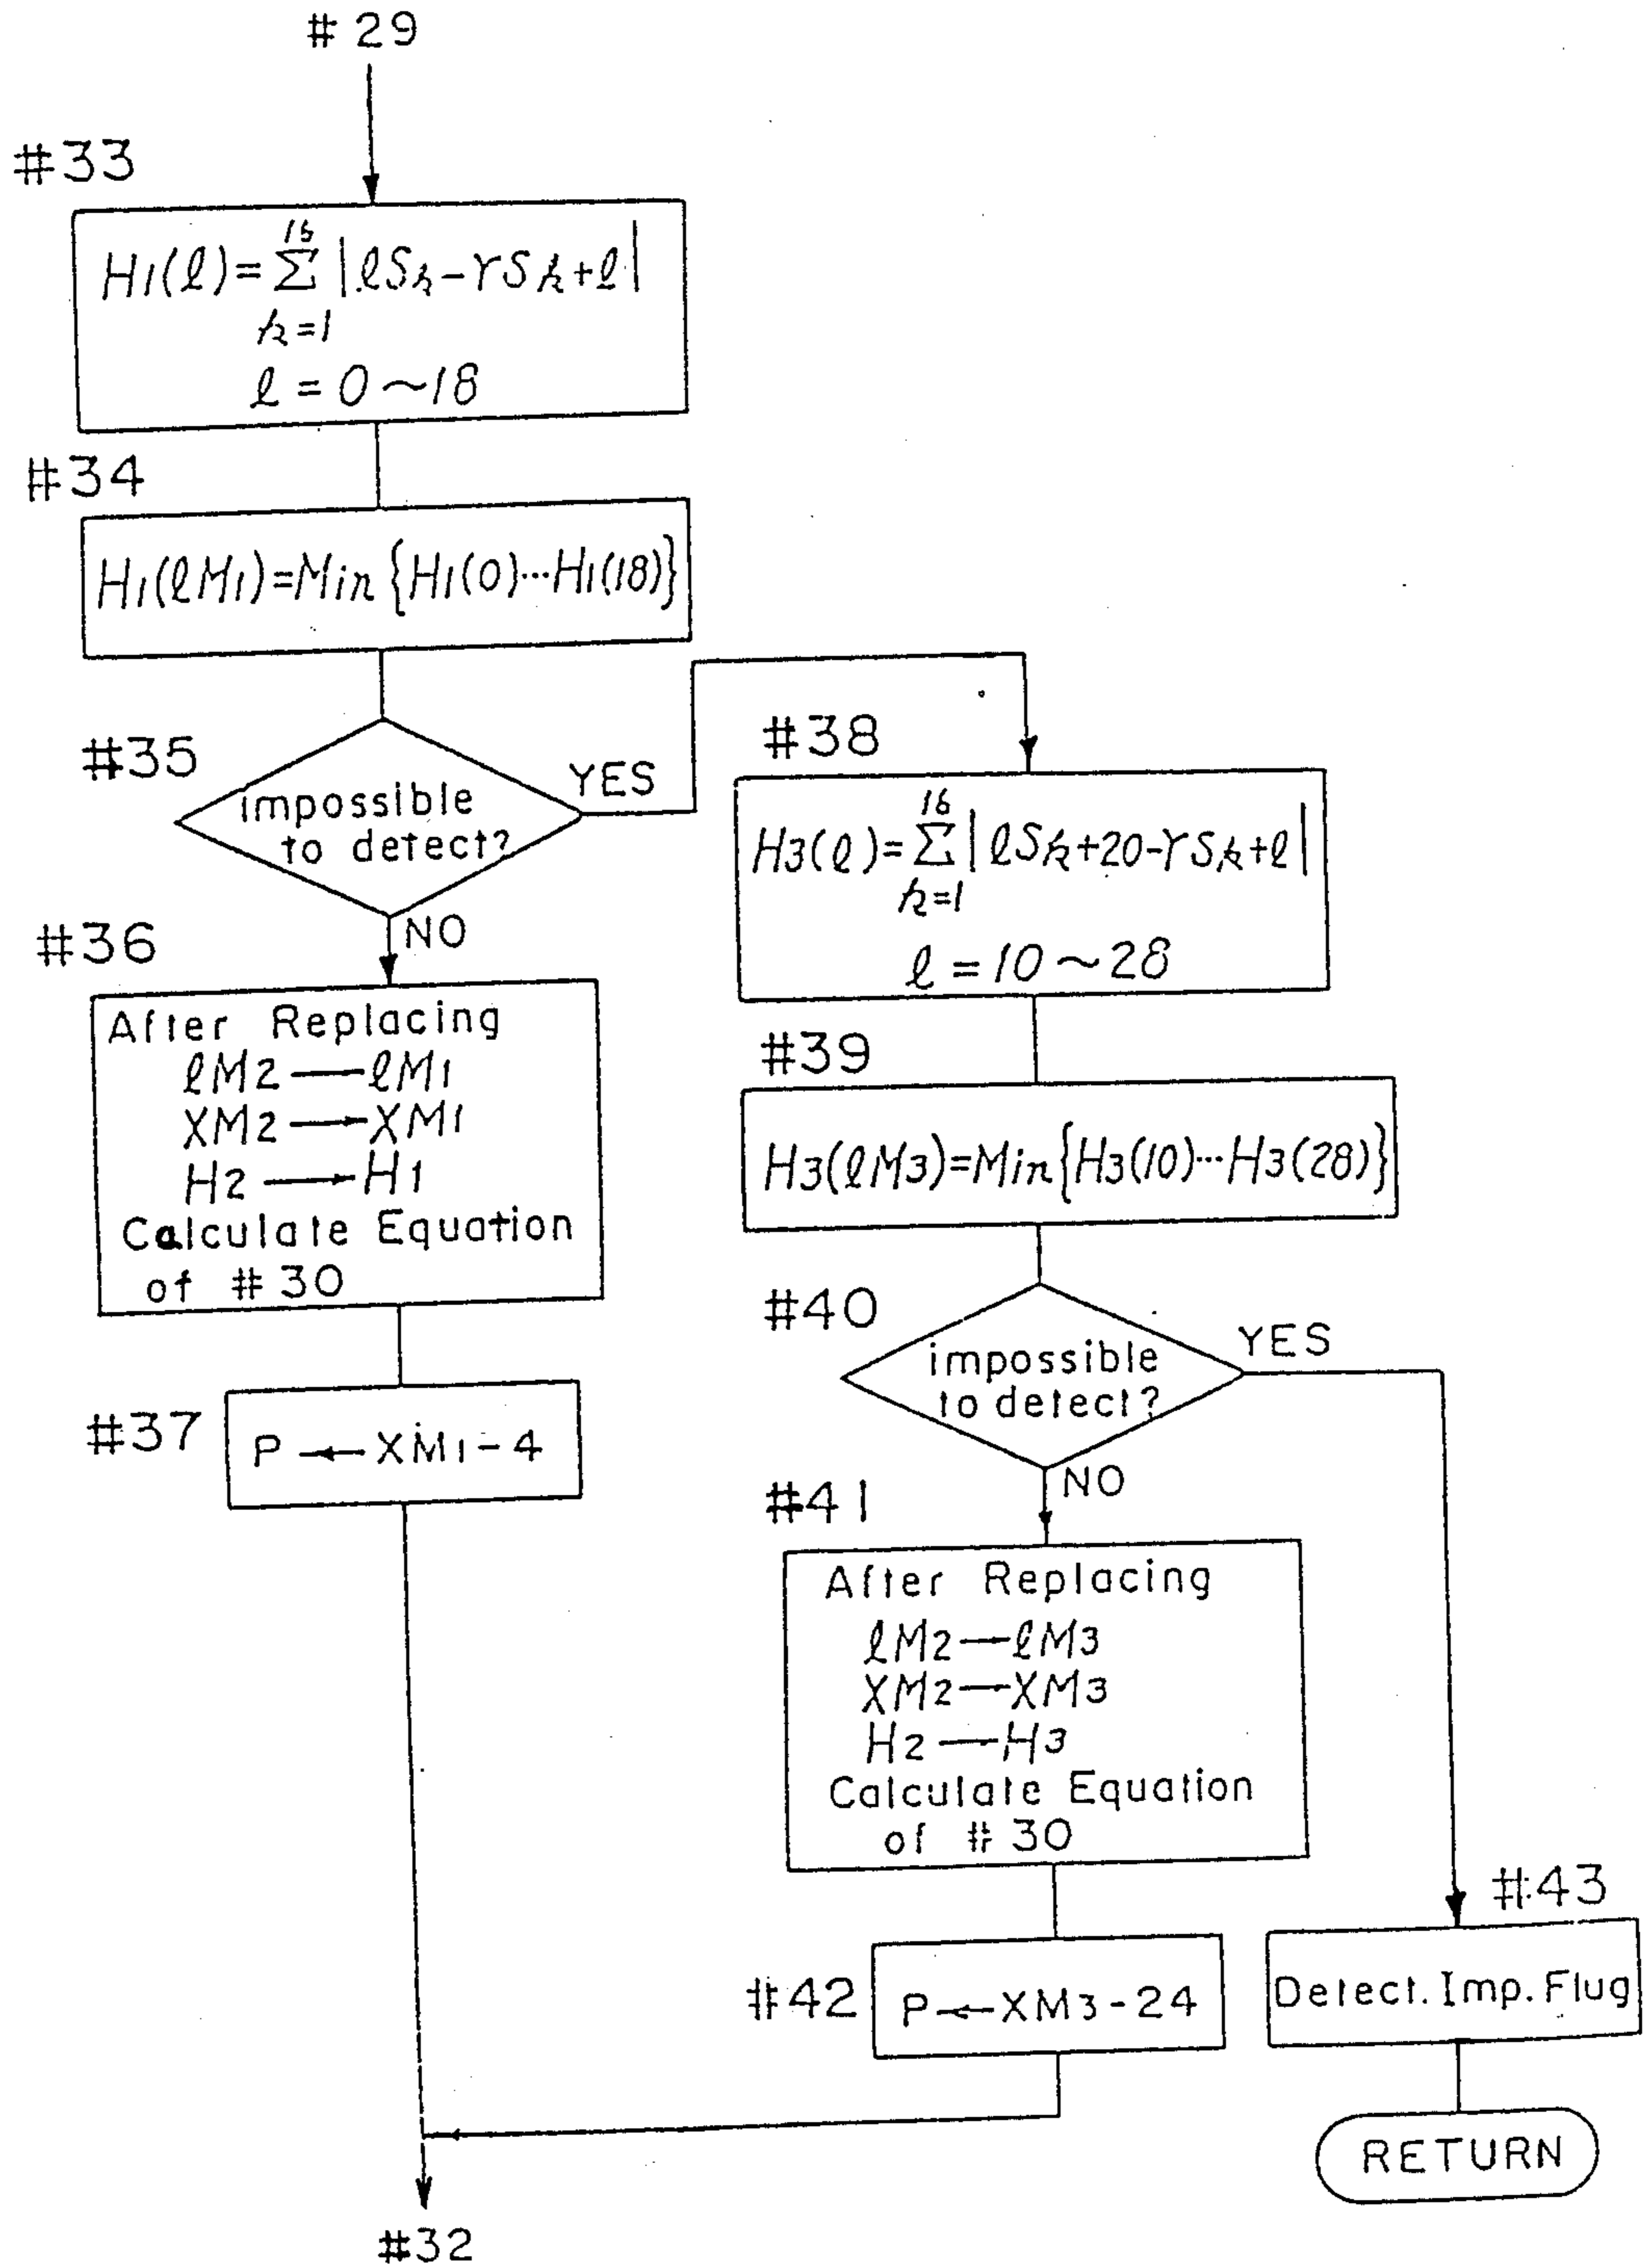 #29
#33
H1(ℓ)=Σ|ℓSk-rSk+ℓ|
16
k=1
ℓ=0~18
#34
H1(ℓM1)=Min{H1(0)···H1(18)}
#35
impossible
to detect?
YES
NO
#36
After Replacing
ℓM2—ℓM1
XM2→XM1
H2→H1
Calculate Equation
of #30
#37
P←XM1-4
#38
16
H3(ℓ)=Σ|ℓSk+20-rSk+ℓ|
k=1
ℓ=10~28
#39
H3(ℓM3)=Min{H3(10)···H3(28)}
#40
impossible
to detect?
YES
NO
#41
After Replacing
ℓM2→ℓM3
XM2—XM3
H2—H3
Calculate Equation
of #30
#42
P←XM3-24
#43
Detect. Imp. Flug
RETURN
#32